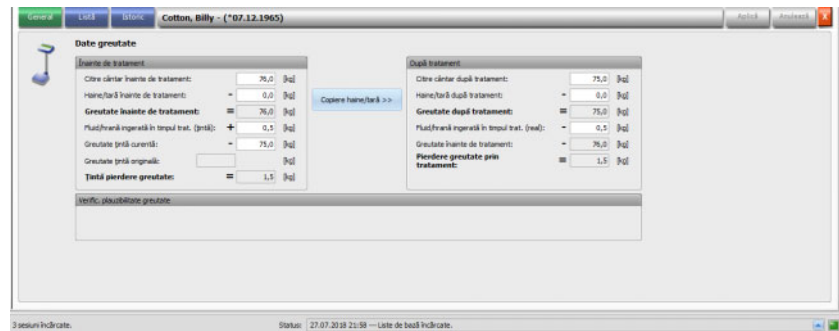 General Listă Istoric Cotton, Billy - (*07.12.1965) Aplică Anulează X
Date greutate
Înainte de tratament
Citire cântar înainte de tratament: 76,0 [kg]
Haine/tară înainte de tratament: - 0,0 [kg]
Greutate înainte de tratament: = 76,0 [kg]
Fluid/hrană ingerată în timpul trat. (țintă): + 0,5 [kg]
Greutate țintă curentă: - 75,0 [kg]
Greutate țintă originală: [kg]
Țintă pierdere greutate: = 1,5 [kg]
Copiere haine/tară >>
După tratament
Citire cântar după tratament: 75,0 [kg]
Haine/tară după tratament: - 0,0 [kg]
Greutate după tratament: = 75,0 [kg]
Fluid/hrană ingerată în timpul trat. (real): - 0,5 [kg]
Greutate înainte de tratament: - 76,0 [kg]
Pierdere greutate prin
tratament: = 1,5 [kg]
Verific. plauzibilitate greutate
3 sesiuni încărcate. Status: 27.07.2018 21:58 --- Liste de bază încărcate.